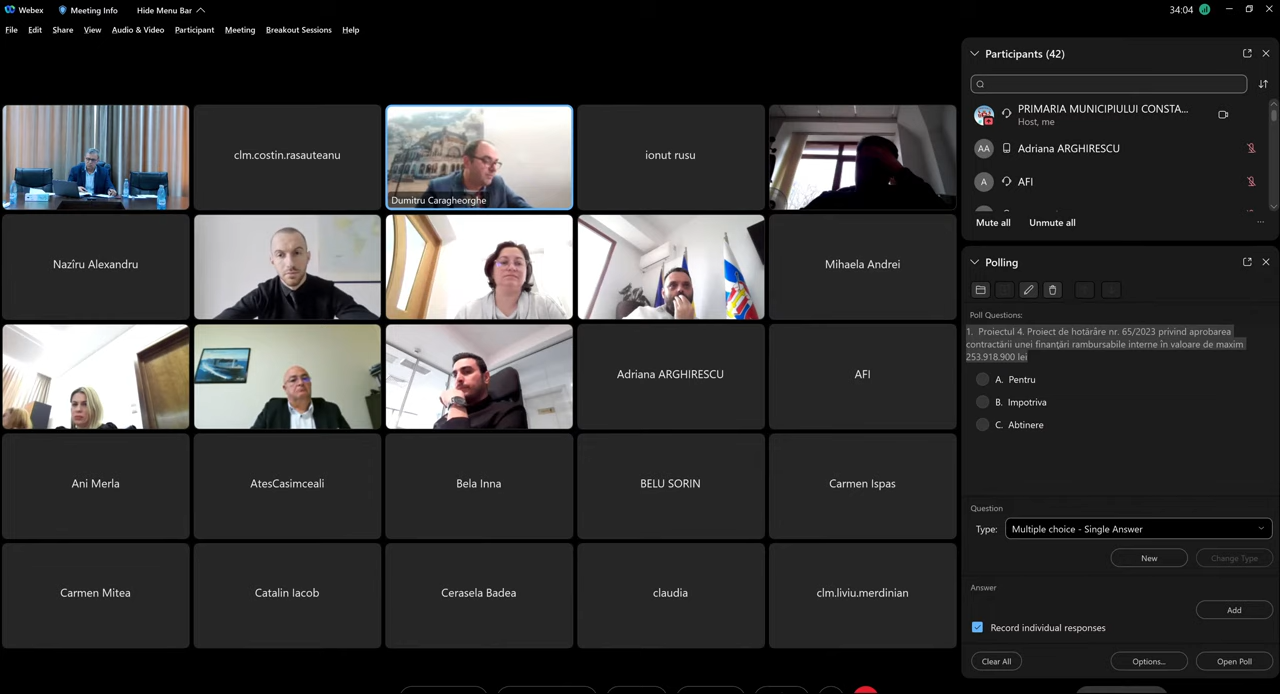 Webex
Meeting Info
Hide Menu Bar
34:04
File Edit Share View Audio & Video Participant Meeting Breakout Sessions Help
clm.costin.rasauteanu
Dumitru Caragheorghe
ionut rusu
Nazîru Alexandru
Mihaela Andrei
Adriana ARGHIRESCU
AFI
Ani Merla
AtesCasimceali
Bela Inna
BELU SORIN
Carmen Ispas
Carmen Mitea
Catalin Iacob
Cerasela Badea
claudia
clm.liviu.merdinian
Participants (42)
PRIMARIA MUNICIPIULUI CONSTA...
Host, me
AA
Adriana ARGHIRESCU
A
AFI
Mute all
Unmute all
Polling
Poll Questions:
1. Proiectul 4. Proiect de hotărâre nr. 65/2023 privind aprobarea
contractării unei finanțări rambursabile interne în valoare de maxim
253.918.900 lei
A. Pentru
B. Impotriva
C. Abtinere
Question
Type:
Multiple choice - Single Answer
New
Change Type
Answer
Add
Record individual responses
Clear All
Options...
Open Poll